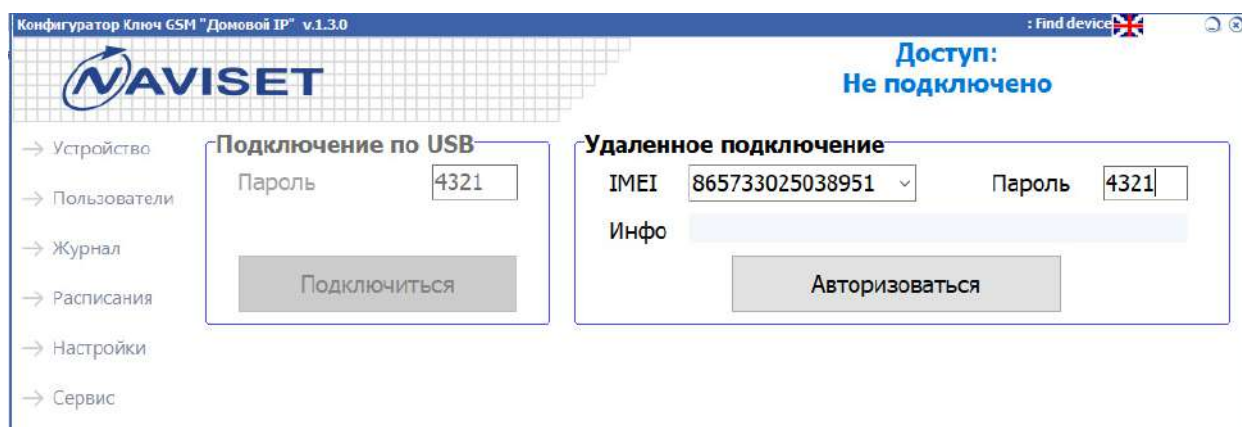 Конфигуратор Ключ GSM "Домовой IP" v.1.3.0
: Find device
NAVISET
Доступ:
Не подключено
Устройство
Пользователи
Журнал
Расписания
Настройки
Сервис
Подключение по USB
Пароль 4321
Подключиться
Удаленное подключение
IMEI 865733025038951 Пароль 4321
Инфо
Авторизоваться